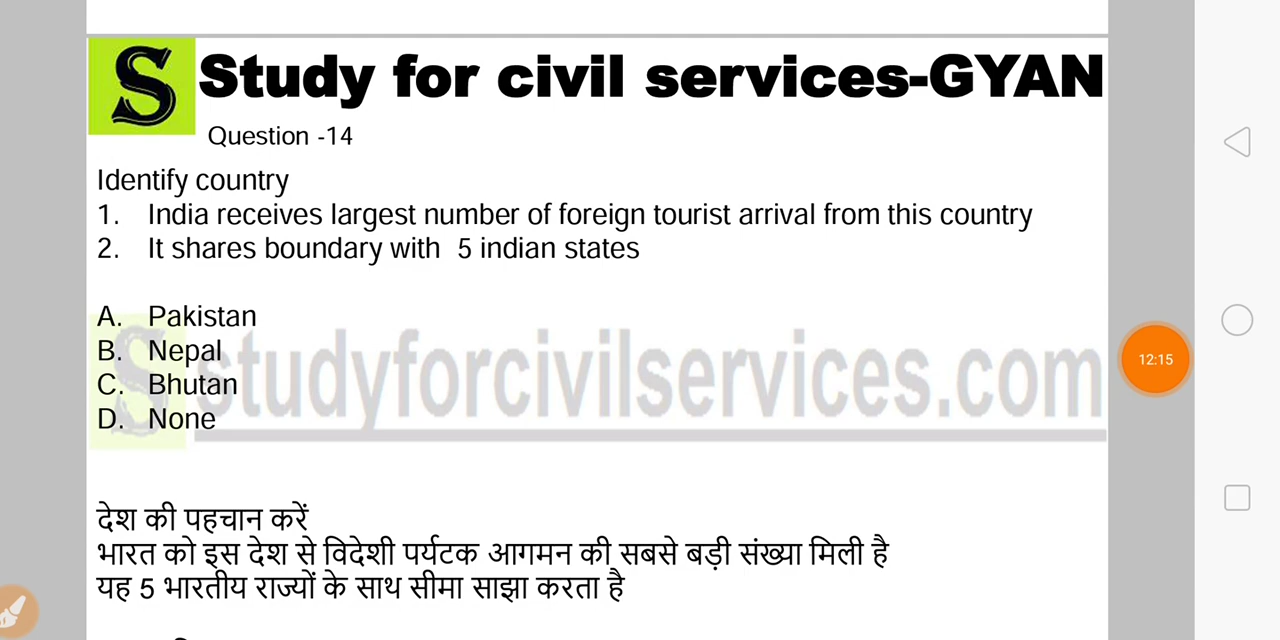 S Study for civil services-GYAN
Question -14
Identify country
1. India receives largest number of foreign tourist arrival from this country
2. It shares boundary with 5 indian states
A. Pakistan
B. Nepal
C. Bhutan
D. None
studyforcivilservices.com
12:15
देश की पहचान करें
भारत को इस देश से विदेशी पर्यटक आगमन की सबसे बड़ी संख्या मिली है
यह 5 भारतीय राज्यों के साथ सीमा साझा करता है